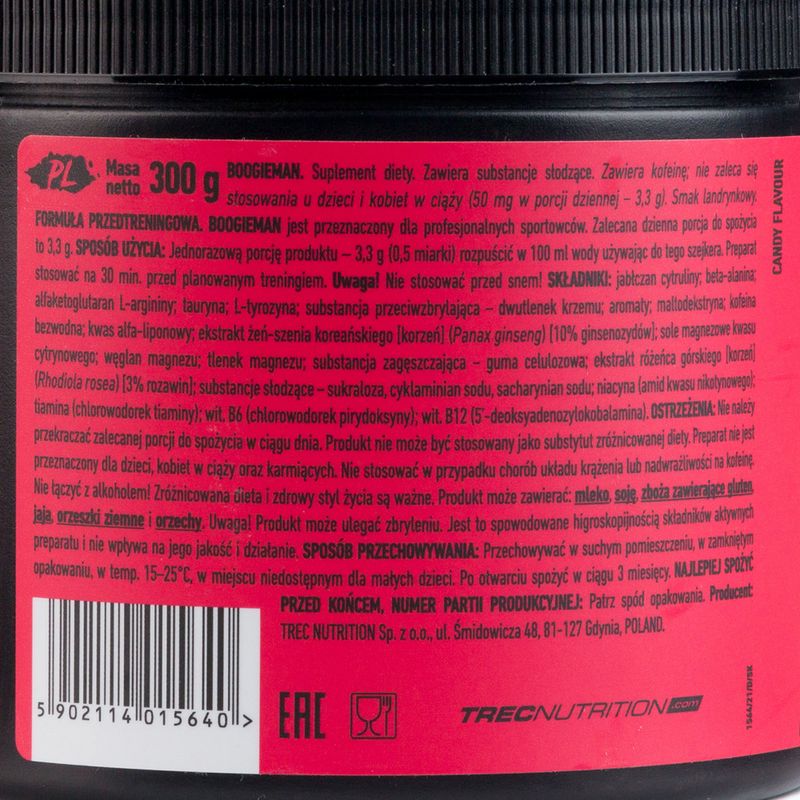 PL Masa netto 300 g BOOGIEMAN. Suplement diety. Zawiera substancje słodzące. Zawiera kofeinę; nie zaleca się
stosowania u dzieci i kobiet w ciąży (50 mg w porcji dziennej – 3,3 g). Smak landrynkowy.
FORMUŁA PRZEDTRENINGOWA. BOOGIEMAN jest przeznaczony dla profesjonalnych sportowców. Zalecana dzienna porcja do spożycia
to 3,3 g. SPOSÓB UŻYCIA: Jednorazową porcję produktu – 3,3 g (0,5 miarki) rozpuścić w 100 ml wody używając do tego szejkera. Preparat
stosować na 30 min. przed planowanym treningiem. Uwaga! Nie stosować przed snem! SKŁADNIKI: jabłczan cytruliny; beta-alanina;
alfaketoglutaran L-argininy; tauryna; L-tyrozyna; substancja przeciwzbrylająca – dwutlenek krzemu; aromaty; maltodekstryna; kofeina
bezwodna; kwas alfa-liponowy; ekstrakt żeń-szenia koreańskiego [korzeń] (Panax ginseng) [10% ginsenozydów]; sole magnezowe kwasu
cytrynowego; węglan magnezu; tlenek magnezu; substancja zagęszczająca – guma celulozowa; ekstrakt różeńca górskiego [korzeń]
(Rhodiola rosea) [3% rozawin]; substancje słodzące – sukraloza, cyklaminian sodu, sacharynian sodu; niacyna (amid kwasu nikotynowego);
tiamina (chlorowodorek tiaminy); wit. B6 (chlorowodorek pirydoksyny); wit. B12 (5'-deoksyadenozylokobalamina). OSTRZEŻENIA: Nie należy
przekraczać zalecanej porcji do spożycia w ciągu dnia. Produkt nie może być stosowany jako substytut zróżnicowanej diety. Preparat nie jest
przeznaczony dla dzieci, kobiet w ciąży oraz karmiących. Nie stosować w przypadku chorób układu krążenia lub nadwrażliwości na kofeinę.
Nie łączyć z alkoholem! Zróżnicowana dieta i zdrowy styl życia są ważne. Produkt może zawierać: mleko, soję, zboża zawierające gluten,
jaja, orzeszki ziemne i orzechy. Uwaga! Produkt może ulegać zbryleniu. Jest to spowodowane higroskopijnością składników aktywnych
preparatu i nie wpływa na jego jakość i działanie. SPOSÓB PRZECHOWYWANIA: Przechowywać w suchym pomieszczeniu, w zamkniętym
opakowaniu, w temp. 15–25°C, w miejscu niedostępnym dla małych dzieci. Po otwarciu spożyć w ciągu 3 miesięcy. NAJLEPIEJ SPOŻYĆ
PRZED KOŃCEM, NUMER PARTII PRODUKCYJNEJ: Patrz spód opakowania. Producent:
TREC NUTRITION Sp. z o.o., ul. Śmidowicza 48, 81-127 Gdynia, POLAND.
CANDY FLAVOUR
5 902114 015640 >
EAC
TRECNUTRITION.com
1564/21/D/SK